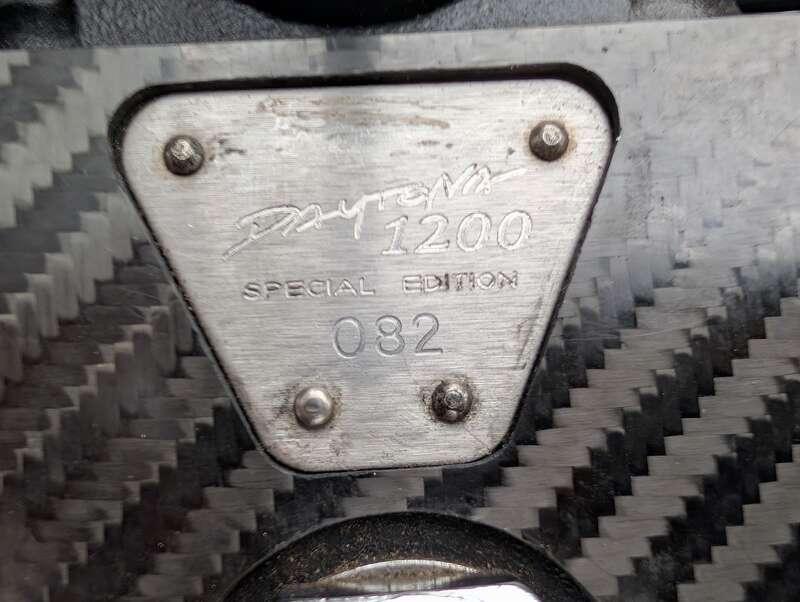 DAYTONA
1200
SPECIAL EDITION
082